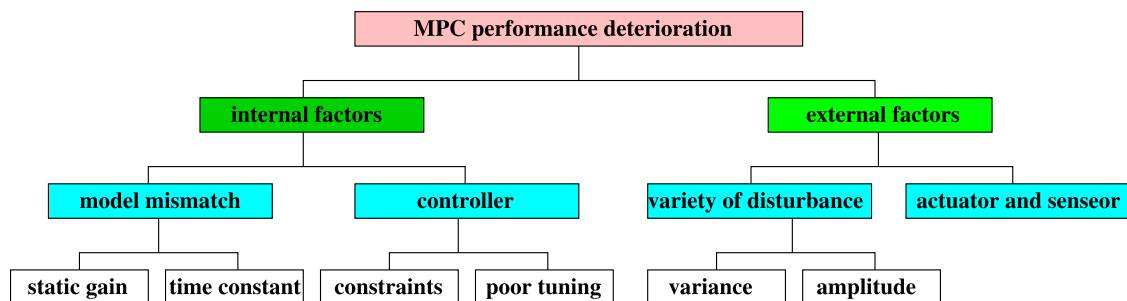 MPC performance deterioration
internal factors
external factors
model mismatch
controller
variety of disturbance
actuator and senseor
static gain
time constant
constraints
poor tuning
variance
amplitude